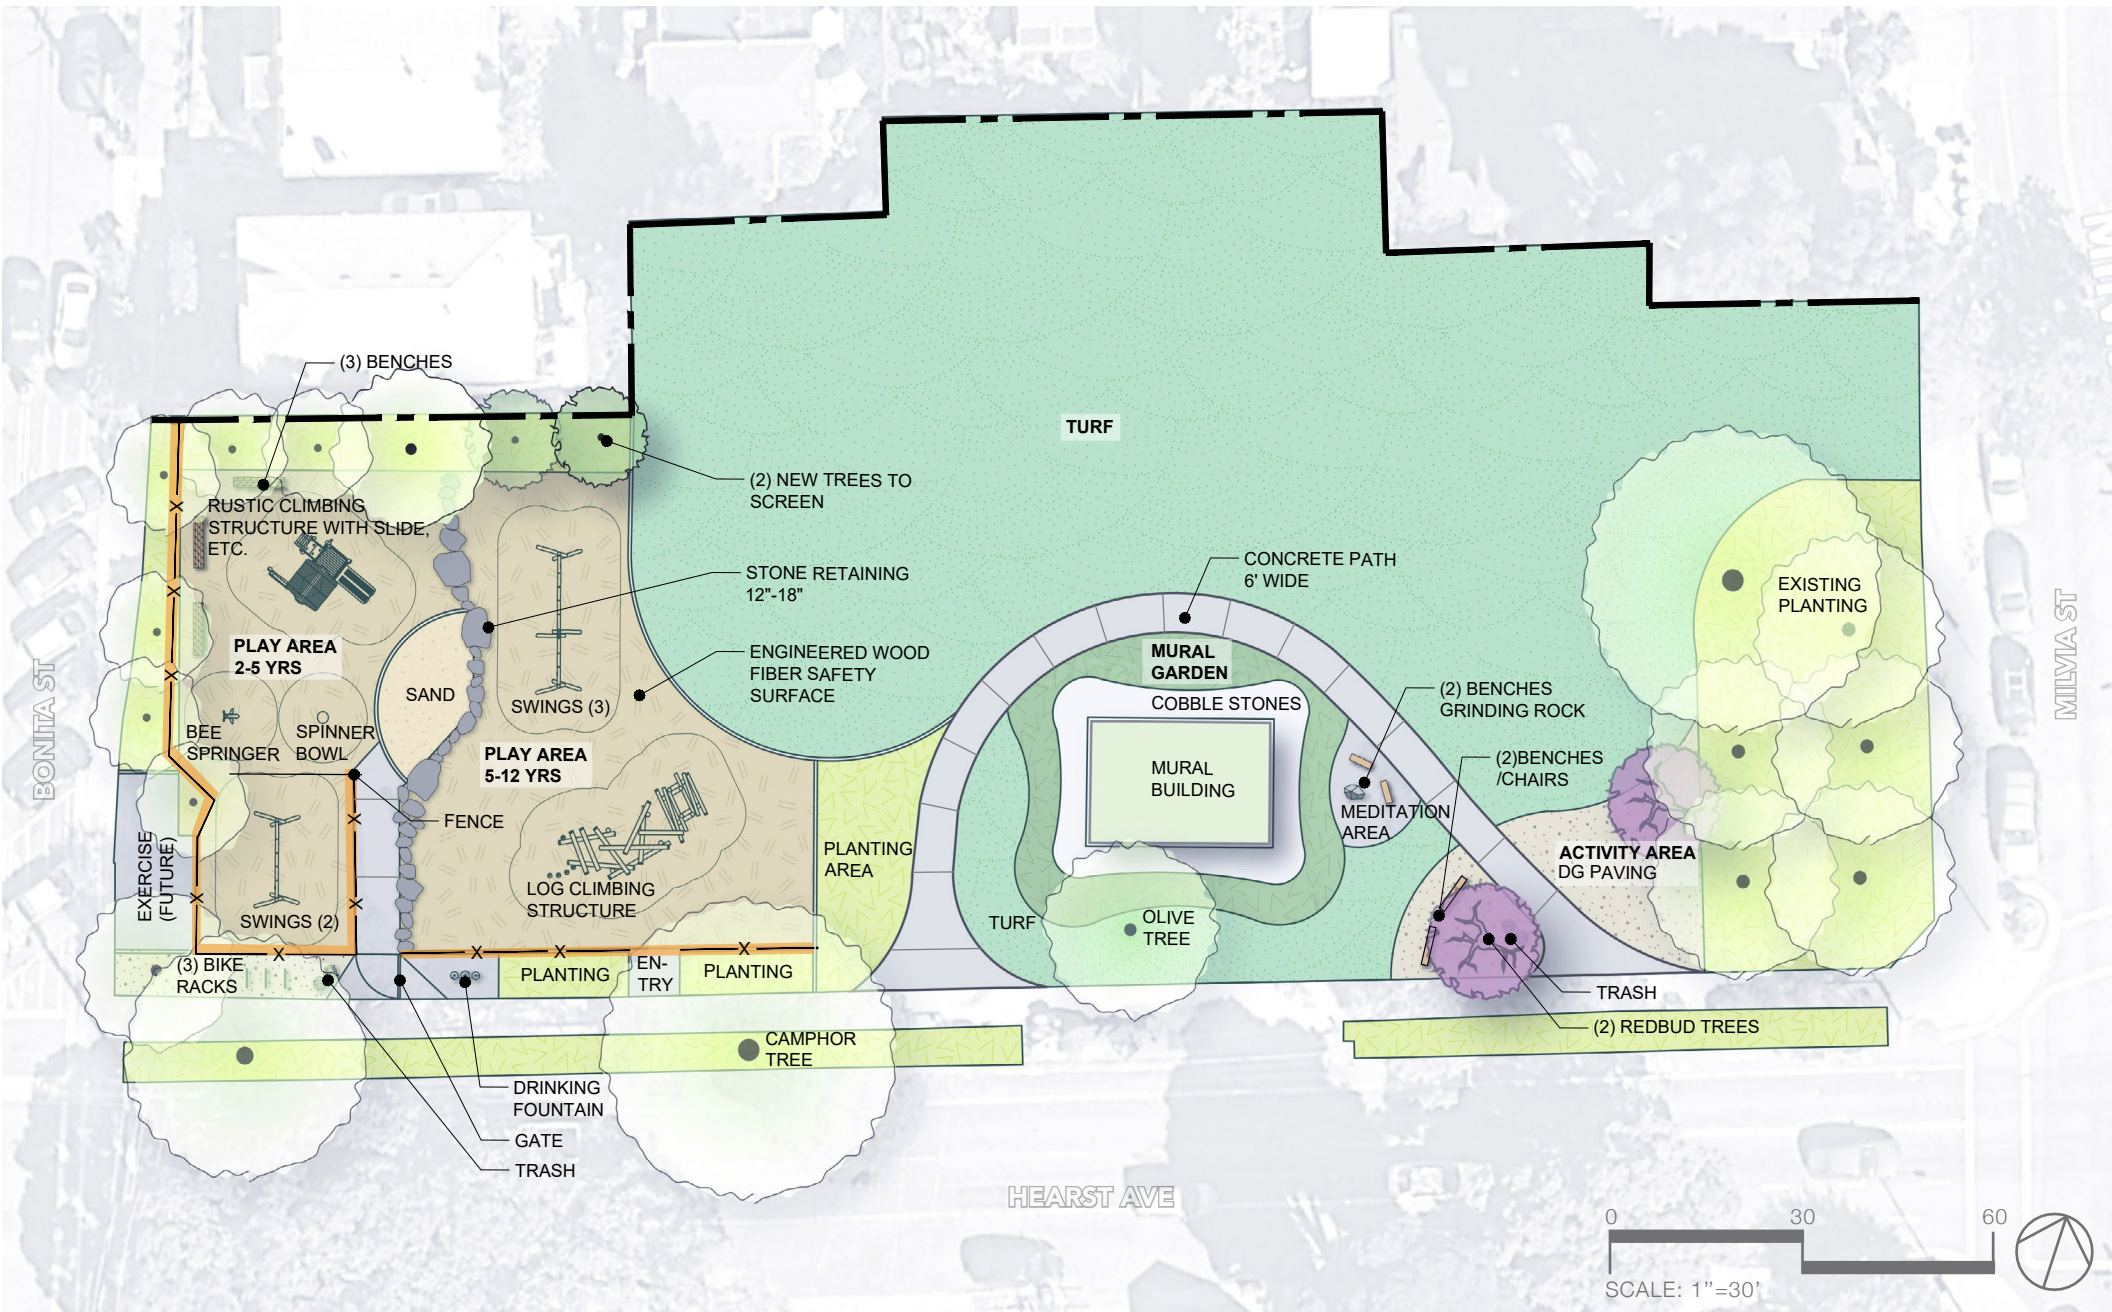 (3) BENCHES
TURF
(2) NEW TREES TO
SCREEN
RUSTIC CLIMBING
STRUCTURE WITH SLIDE,
ETC.
STONE RETAINING
12"-18"
CONCRETE PATH
6' WIDE
EXISTING
PLANTING
PLAY AREA
2-5 YRS
SAND
ENGINEERED WOOD
FIBER SAFETY
SURFACE
SWINGS (3)
MURAL
GARDEN
COBBLE STONES
(2) BENCHES
GRINDING ROCK
BONITA ST
MILVIA ST
BEE
SPRINGER
SPINNER
BOWL
PLAY AREA
5-12 YRS
MURAL
BUILDING
(2)BENCHES
/CHAIRS
MEDITATION
AREA
FENCE
EXERCISE
(FUTURE)
PLANTING
AREA
ACTIVITY AREA
DG PAVING
LOG CLIMBING
STRUCTURE
SWINGS (2)
TURF
OLIVE
TREE
(3) BIKE
RACKS
PLANTING
EN-
TRY
PLANTING
TRASH
(2) REDBUD TREES
CAMPHOR
TREE
DRINKING
FOUNTAIN
GATE
TRASH
HEARST AVE
0 30 60
SCALE: 1''=30'